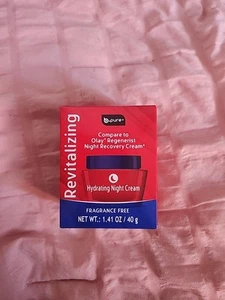 b.pure®
Revitalizing
Compare to
Olay® Regenerist
Night Recovery Cream†
Hydrating Night Cream
FRAGRANCE FREE
NET WT.: 1.41 OZ / 40 g